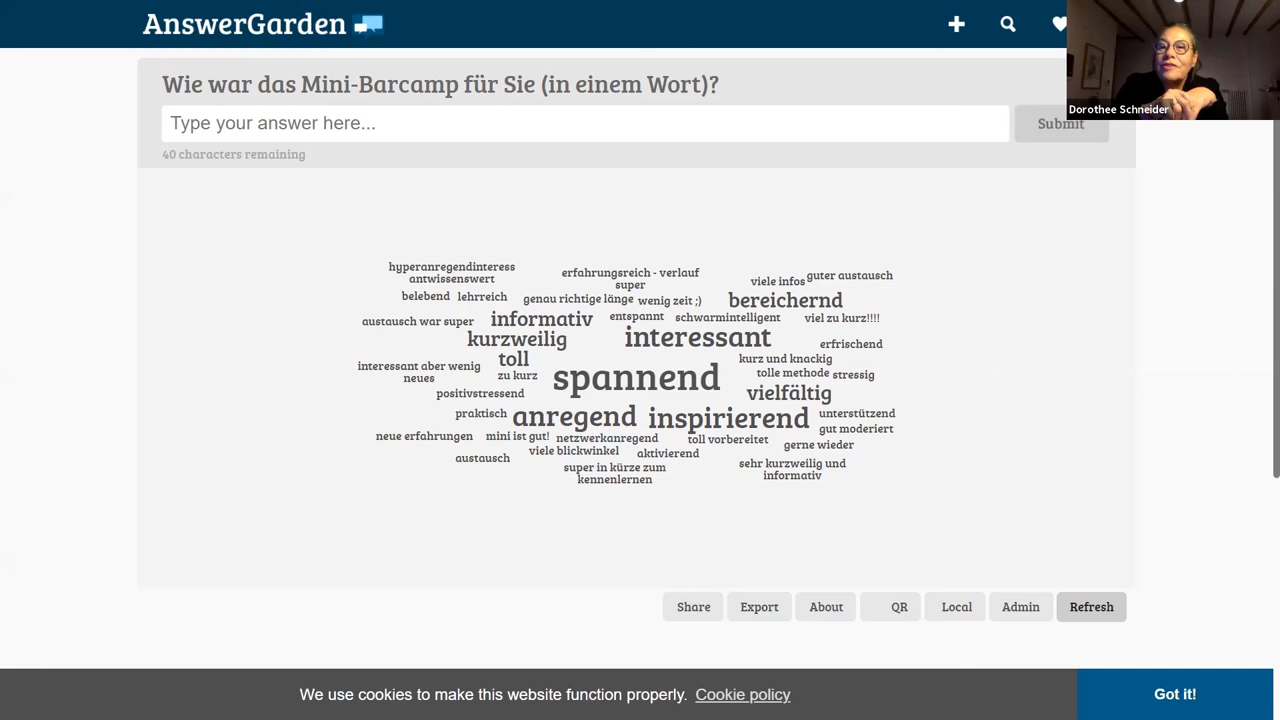 AnswerGarden
Dorothee Schneider
Wie war das Mini-Barcamp für Sie (in einem Wort)?
Type your answer here...
Submit
40 characters remaining
hyperanregendinteress
antwissenswert
erfahrungsreich - verlauf
super
viele infos
guter austausch
belebend
lehrreich
genau richtige länge
wenig zeit ;)
bereichernd
austausch war super
informativ
entspannt
schwarmintelligent
viel zu kurz!!!!
kurzweilig
interessant
erfrischend
toll
kurz und knackig
interessant aber wenig
neues
zu kurz
spannend
tolle methode
stressig
positivstressend
vielfältig
praktisch
anregend
inspirierend
unterstützend
gut moderiert
neue erfahrungen
mini ist gut!
netzwerkanregend
toll vorbereitet
gerne wieder
viele blickwinkel
aktivierend
austausch
super in kürze zum
kennenlernen
sehr kurzweilig und
informativ
Share
Export
About
QR
Local
Admin
Refresh
We use cookies to make this website function properly. Cookie policy
Got it!